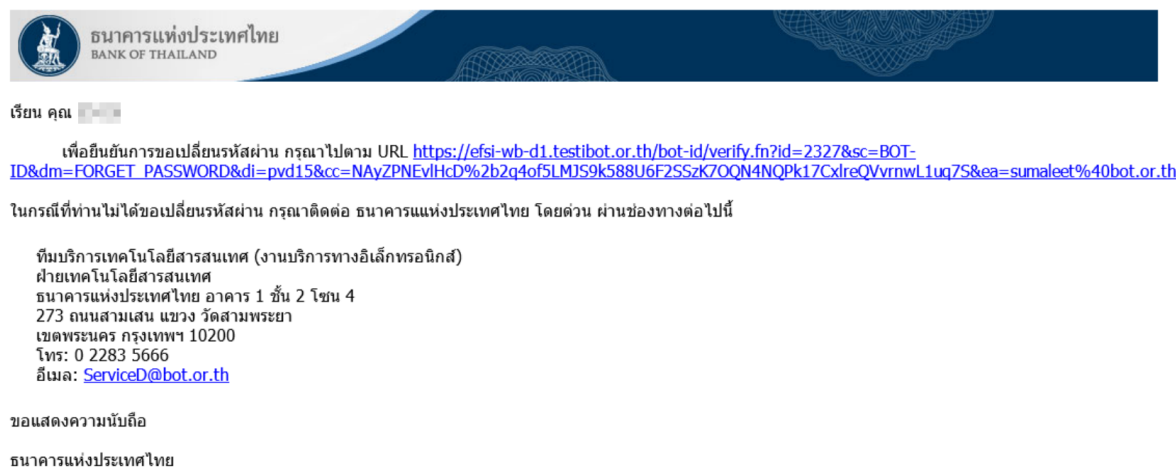 ธนาคารแห่งประเทศไทย
BANK OF THAILAND
เรียน คุณ
เพื่อยืนยันการขอเปลี่ยนรหัสผ่าน กรุณาไปตาม URL https://efsi-wb-d1.testibot.or.th/bot-id/verify.fn?id=2327&sc=BOT-
ID&dm=FORGET_PASSWORD&di=pvd15&cc=NAyZPNEvlHcD%2b2q4of5LMJS9k588U6F2SSzK7OQN4NQPk17CxlreQVvrnwL1uq7S&ea=sumaleet%40bot.or.th
ในกรณีที่ท่านไม่ได้ขอเปลี่ยนรหัสผ่าน กรุณาติดต่อ ธนาคารแแห่งประเทศไทย โดยด่วน ผ่านช่องทางต่อไปนี้
ทีมบริการเทคโนโลยีสารสนเทศ (งานบริการทางอิเล็กทรอนิกส์)
ฝ่ายเทคโนโลยีสารสนเทศ
ธนาคารแห่งประเทศไทย อาคาร 1 ชั้น 2 โซน 4
273 ถนนสามเสน แขวง วัดสามพระยา
เขตพระนคร กรุงเทพฯ 10200
โทร: 0 2283 5666
อีเมล: ServiceD@bot.or.th
ขอแสดงความนับถือ
ธนาคารแห่งประเทศไทย